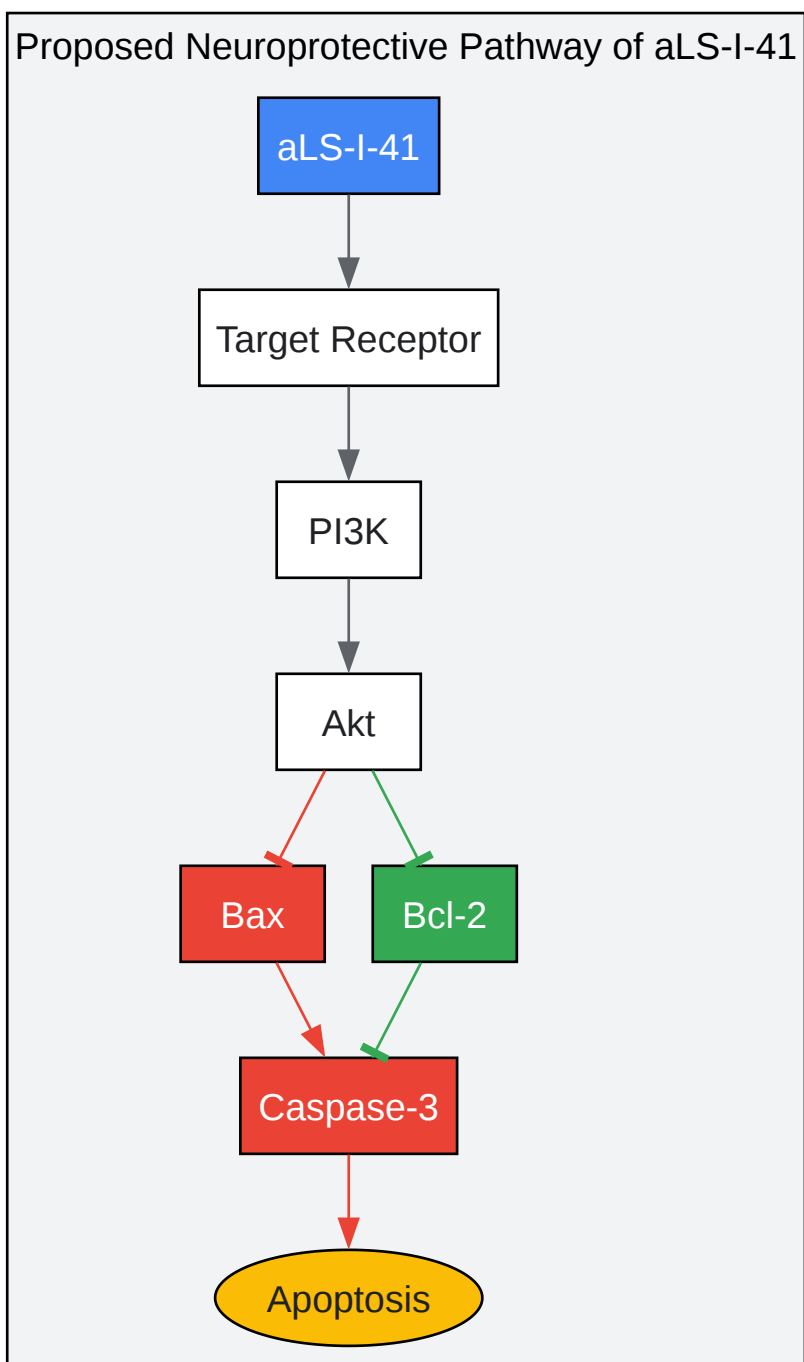 Proposed Neuroprotective Pathway of aLS-I-41
aLS-I-41
Target Receptor
PI3K
Akt
Bax
Bcl-2
Caspase-3
Apoptosis